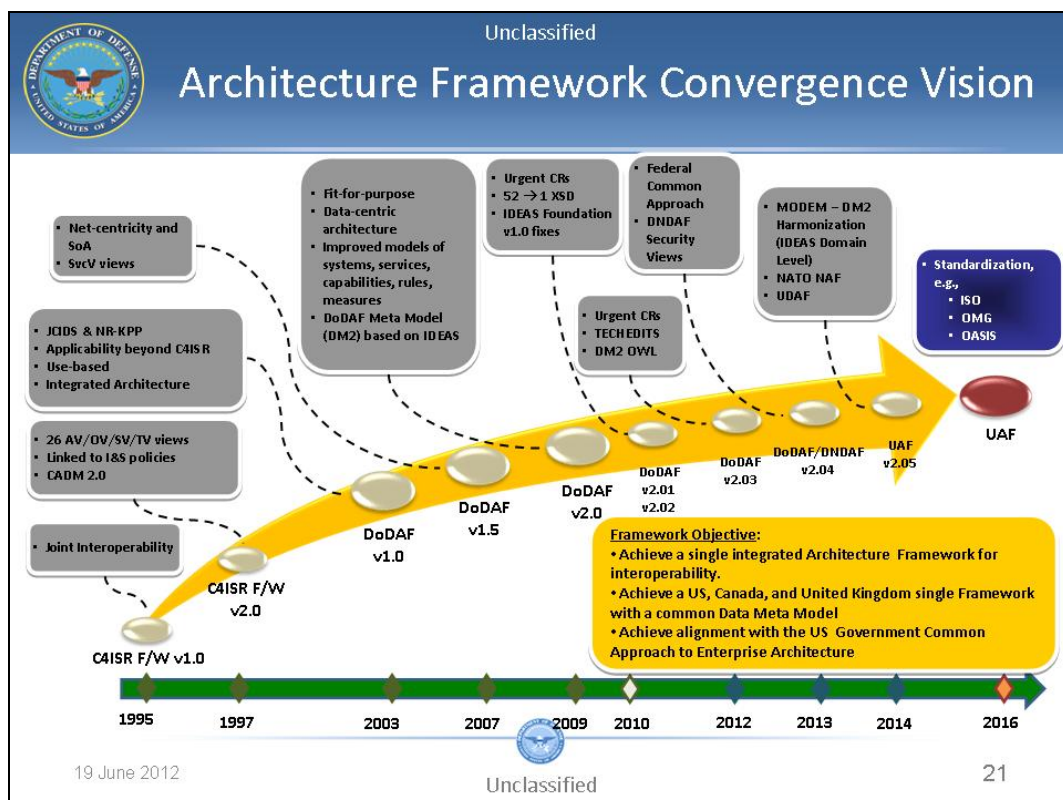 Unclassified
DEPARTMENT OF DEFENSE
UNITED STATES OF AMERICA
Architecture Framework Convergence Vision
• Net-centricity and
SoA
• SvcV views
• Fit-for-purpose
• Data-centric
architecture
• Improved models of
systems, services,
capabilities, rules,
measures
• DoDAF Meta Model
(DM2) based on IDEAS
• Urgent CRs
• 52 → 1 XSD
• IDEAS Foundation
v1.0 fixes
• Federal
Common
Approach
• DNDAF
Security
Views
• MODEM – DM2
Harmonization
(IDEAS Domain
Level)
• NATO NAF
• UDAF
• Standardization,
e.g.,
• ISO
• OMG
• OASIS
• JCIDS & NR-KPP
• Applicability beyond C4ISR
• Use-based
• Integrated Architecture
• Urgent CRs
• TECHEDITS
• DM2 OWL
• 26 AV/OV/SV/TV views
• Linked to I&S policies
• CADM 2.0
• Joint Interoperability
C4ISR F/W v1.0
C4ISR F/W
v2.0
DoDAF
v1.0
DoDAF
v1.5
DoDAF
v2.0
DoDAF
v2.01
v2.02
DoDAF
v2.03
DoDAF/DNDAF
v2.04
UAF
v2.05
UAF
Framework Objective:
•Achieve a single integrated Architecture Framework for
interoperability.
•Achieve a US, Canada, and United Kingdom single Framework
with a common Data Meta Model
•Achieve alignment with the US Government Common
Approach to Enterprise Architecture
1995
1997
2003
2007
2009
2010
2012
2013
2014
2016
19 June 2012
Unclassified
21